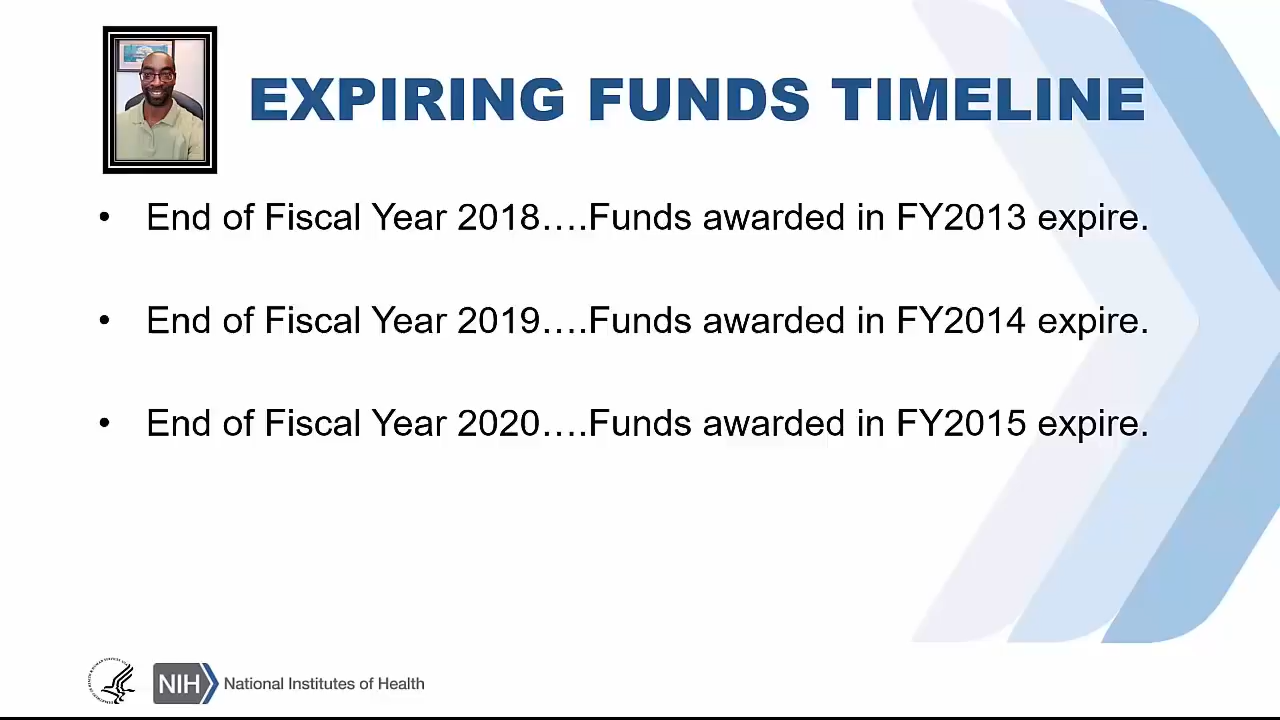 EXPIRING FUNDS TIMELINE
• End of Fiscal Year 2018….Funds awarded in FY2013 expire.
• End of Fiscal Year 2019….Funds awarded in FY2014 expire.
• End of Fiscal Year 2020….Funds awarded in FY2015 expire.
NIH National Institutes of Health